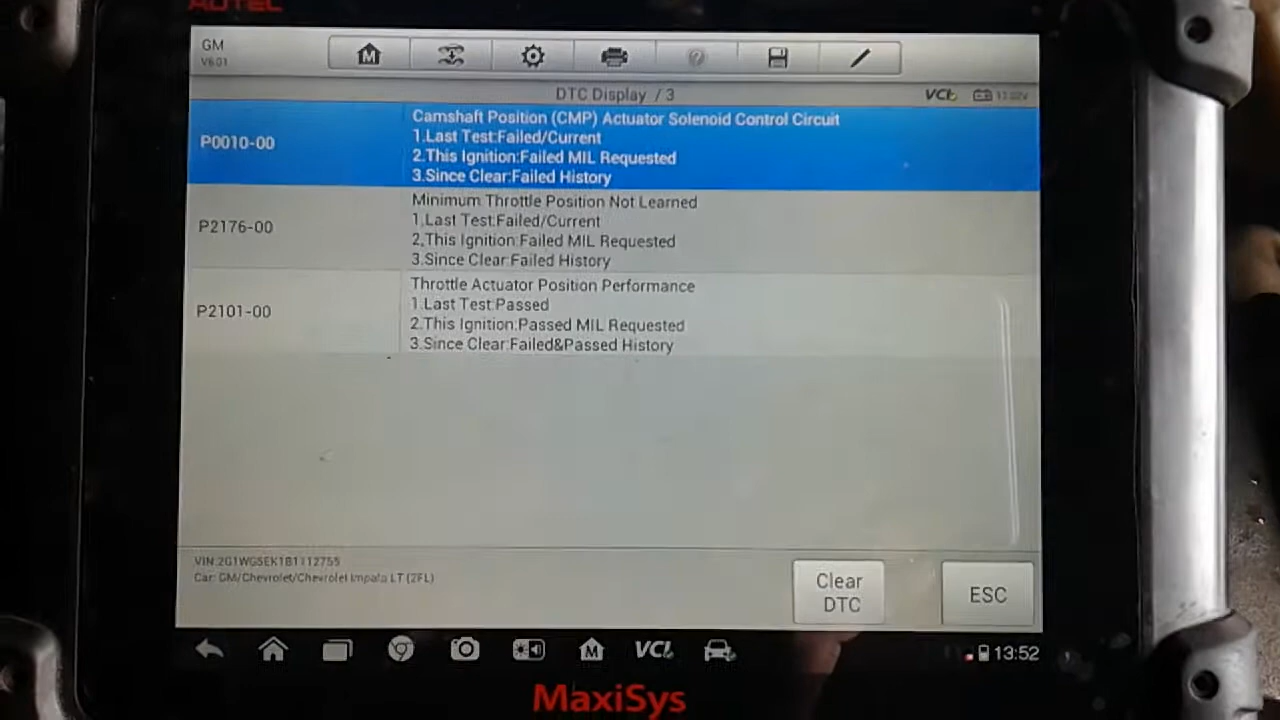 AUTEL
GM
V6.01
M
DTC Display / 3
VCI
P0010-00
Camshaft Position (CMP) Actuator Solenoid Control Circuit
1.Last Test:Failed/Current
2.This Ignition:Failed MIL Requested
3.Since Clear:Failed History
P2176-00
Minimum Throttle Position Not Learned
1.Last Test:Failed/Current
2.This Ignition:Failed MIL Requested
3.Since Clear:Failed History
P2101-00
Throttle Actuator Position Performance
1.Last Test:Passed
2.This Ignition:Passed MIL Requested
3.Since Clear:Failed&Passed History
Car: GM/Chevrolet/Chevrolet Impala LT (2FL)
Clear
DTC
ESC
M
VCI
13:52
MaxiSys